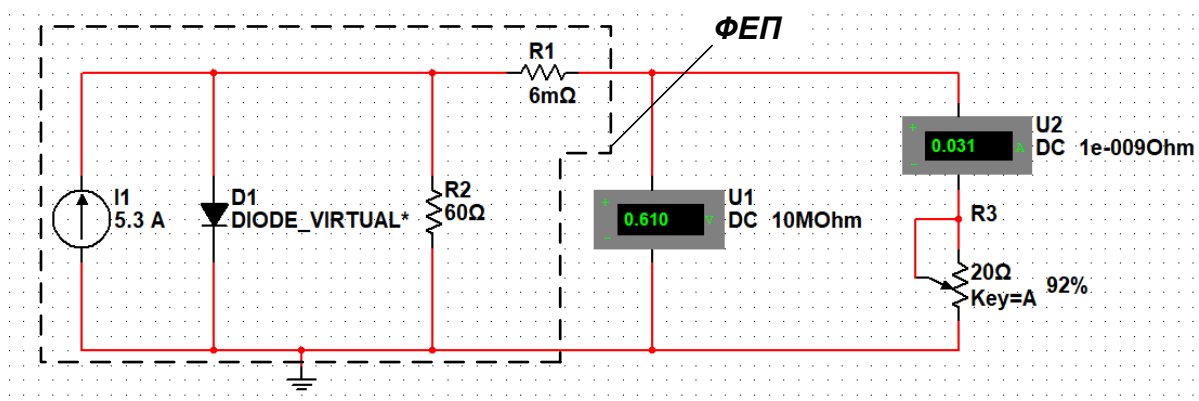 ФЕП
R1
6mΩ
I1
5.3 A
D1
DIODE_VIRTUAL*
R2
60Ω
+
0.610 V
-
U1
DC 10MOhm
+
0.031 A
-
U2
DC 1e-009Ohm
R3
20Ω
Key=A
92%